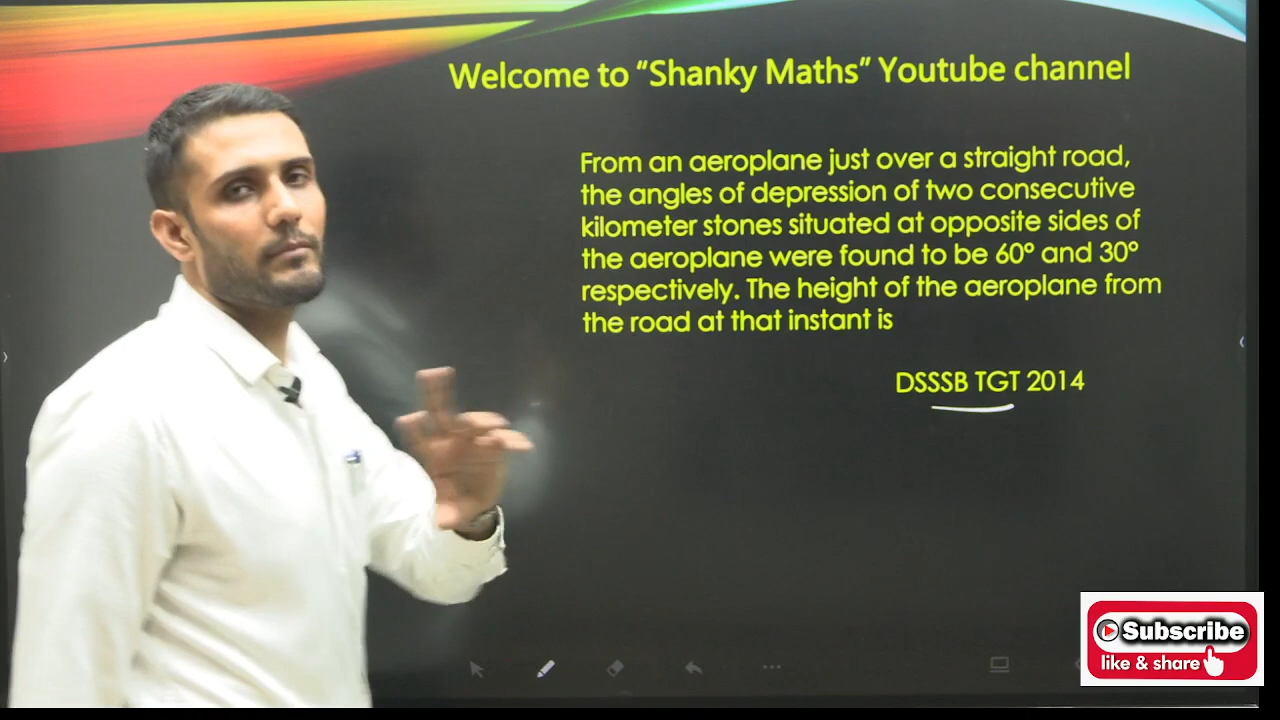 Welcome to “Shanky Maths” Youtube channel
From an aeroplane just over a straight road,
the angles of depression of two consecutive
kilometer stones situated at opposite sides of
the aeroplane were found to be 60° and 30°
respectively. The height of the aeroplane from
the road at that instant is
DSSSB TGT 2014
Subscribe
like & share